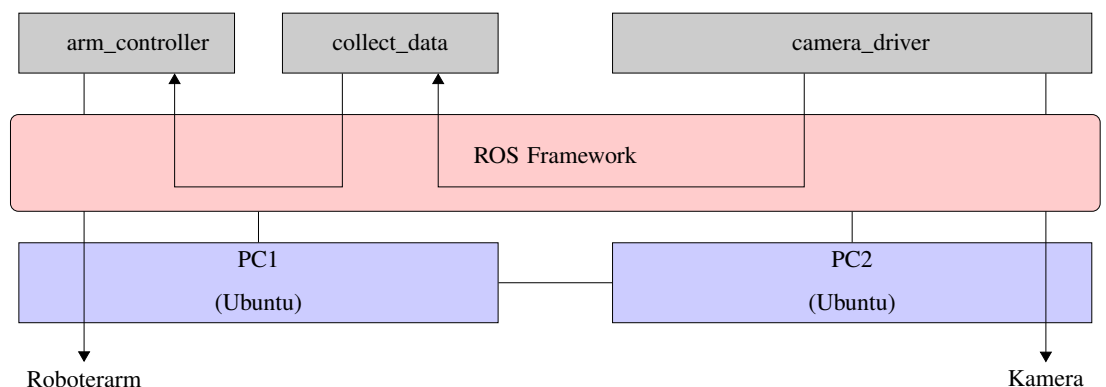 arm_controller
collect_data
camera_driver
ROS Framework
PC1
(Ubuntu)
PC2
(Ubuntu)
Roboterarm
Kamera